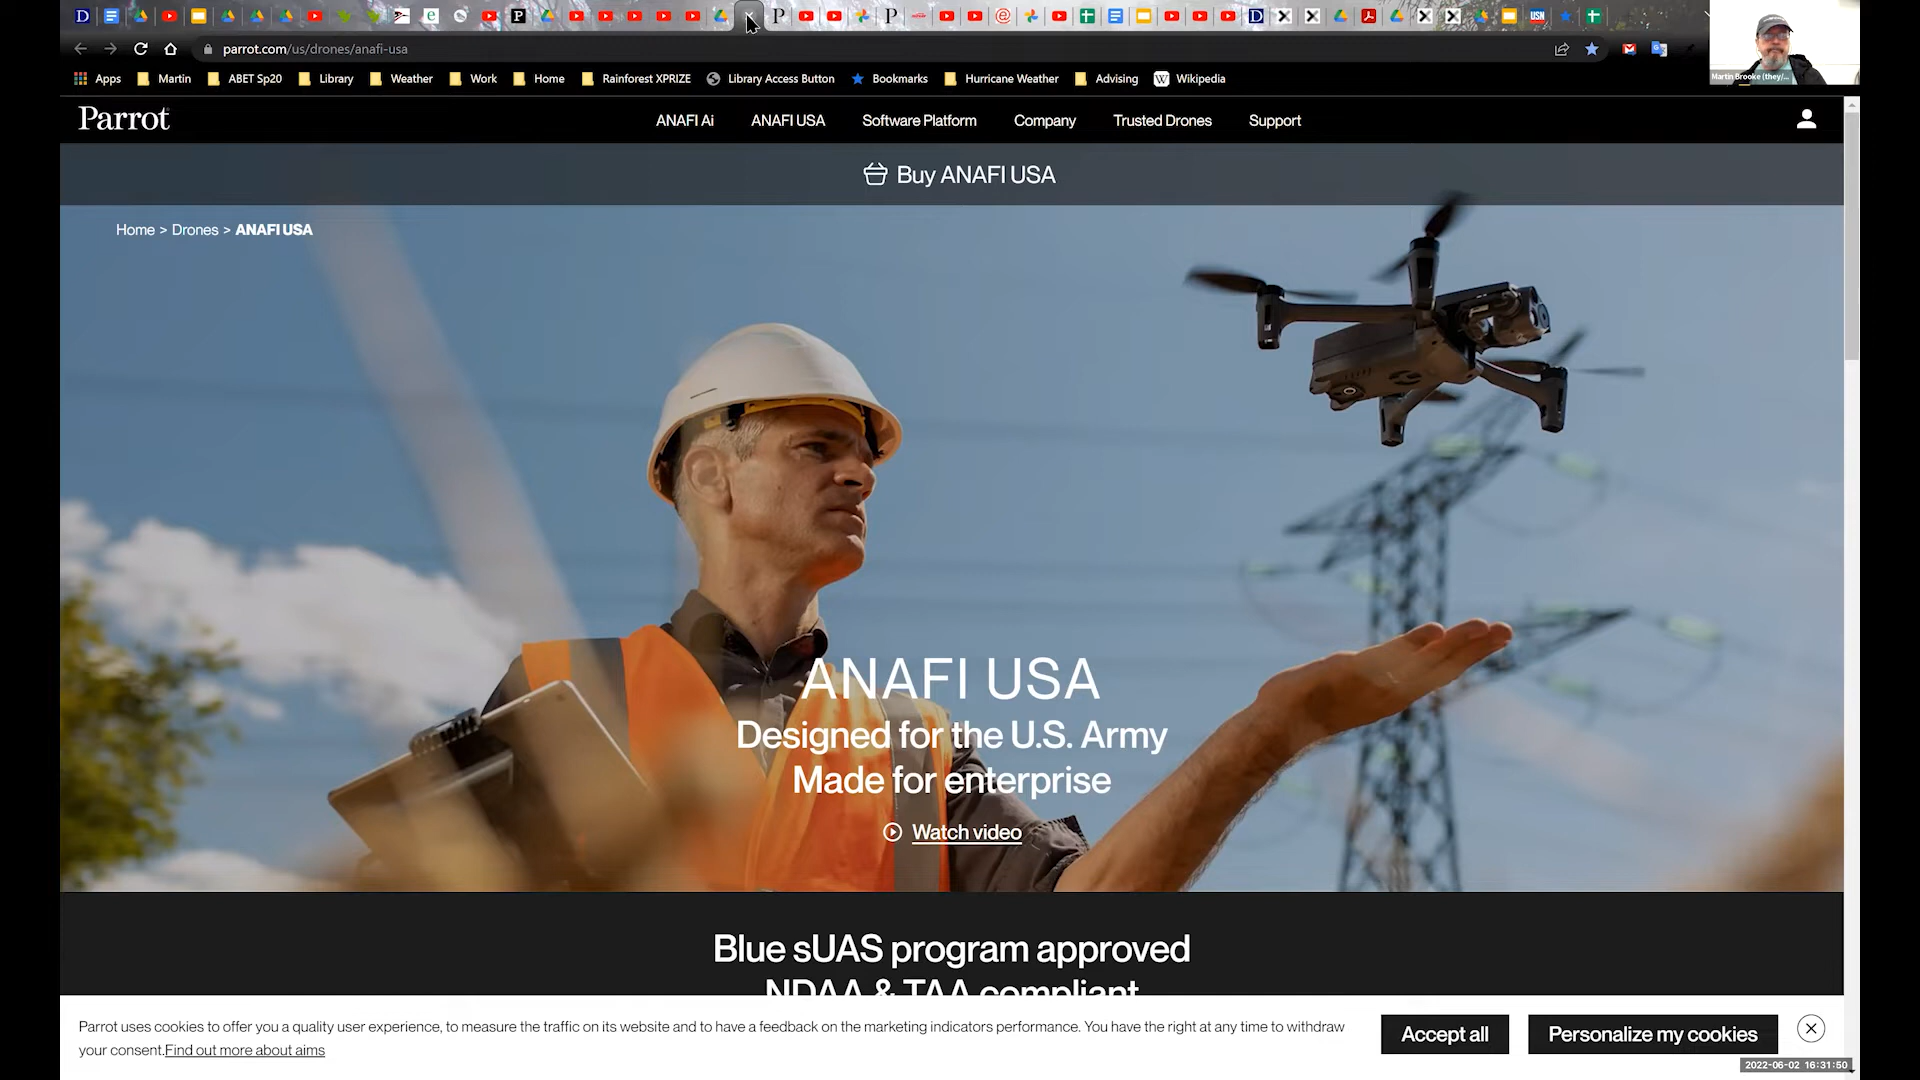 parrot.com/us/drones/anafi-usa
Apps Martin ABET Sp20 Library Weather Work Home Rainforest XPRIZE Library Access Button Bookmarks Hurricane Weather Advising Wikipedia
Martin Brooke (they/...
Parrot ANAFI Ai ANAFI USA Software Platform Company Trusted Drones Support
Buy ANAFI USA
Home > Drones > ANAFI USA
ANAFI USA
Designed for the U.S. Army
Made for enterprise
Watch video
Blue sUAS program approved
NDAA & TAA compliant
Parrot uses cookies to offer you a quality user experience, to measure the traffic on its website and to have a feedback on the marketing indicators performance. You have the right at any time to withdraw
your consent.Find out more about aims
Accept all Personalize my cookies
2022-06-02 16:31:50